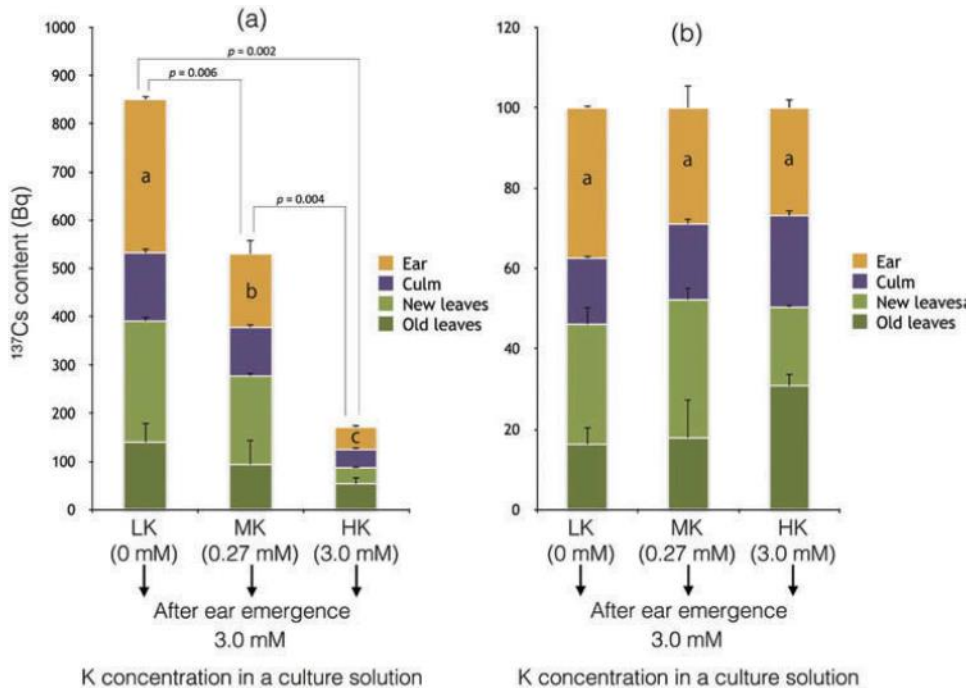 (a)
1000
900
800
700
600
500
400
300
200
100
0
¹³⁷Cs content (Bq)
p = 0.002
p = 0.006
p = 0.004
a
b
c
Ear
Culm
New leaves
Old leaves
LK MK HK
(0 mM) (0.27 mM) (3.0 mM)
After ear emergence
3.0 mM
K concentration in a culture solution
(b)
120
100
80
60
40
20
0
a a a
Ear
Culm
New leavesa
Old leaves
LK MK HK
(0 mM) (0.27 mM) (3.0 mM)
After ear emergence
3.0 mM
K concentration in a culture solution